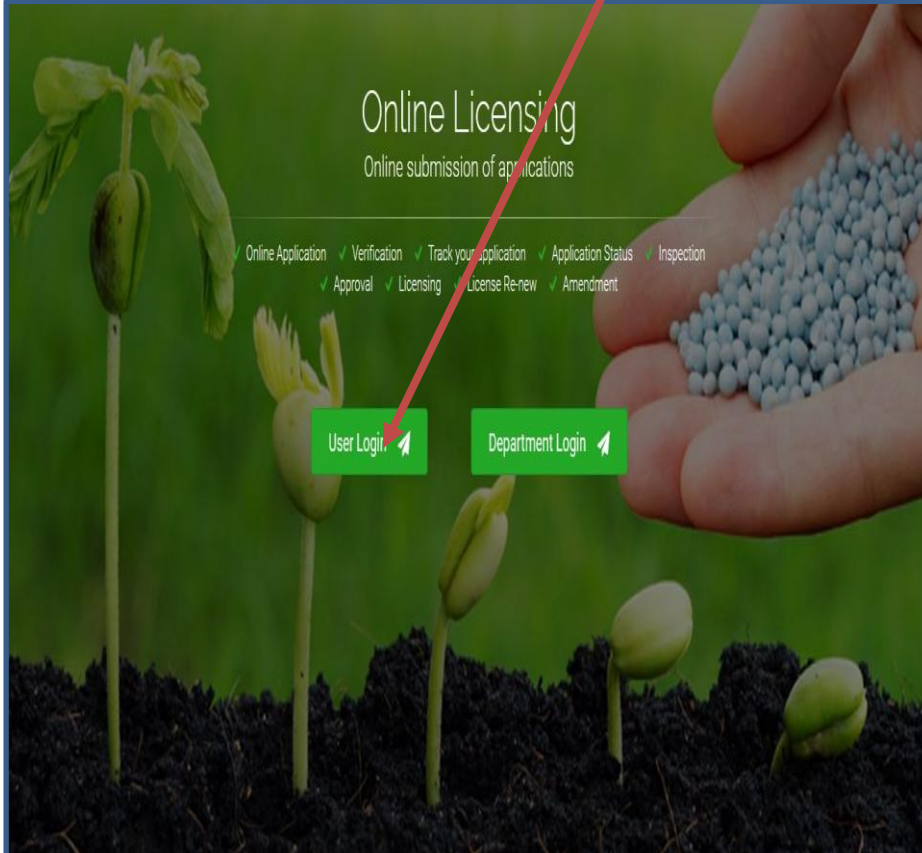 Online Licensing
Online submission of applications
✓ Online Application ✓ Verification ✓ Track your application ✓ Application Status ✓ Inspection
✓ Approval ✓ Licensing ✓ License Re-new ✓ Amendment
User Login
Department Login